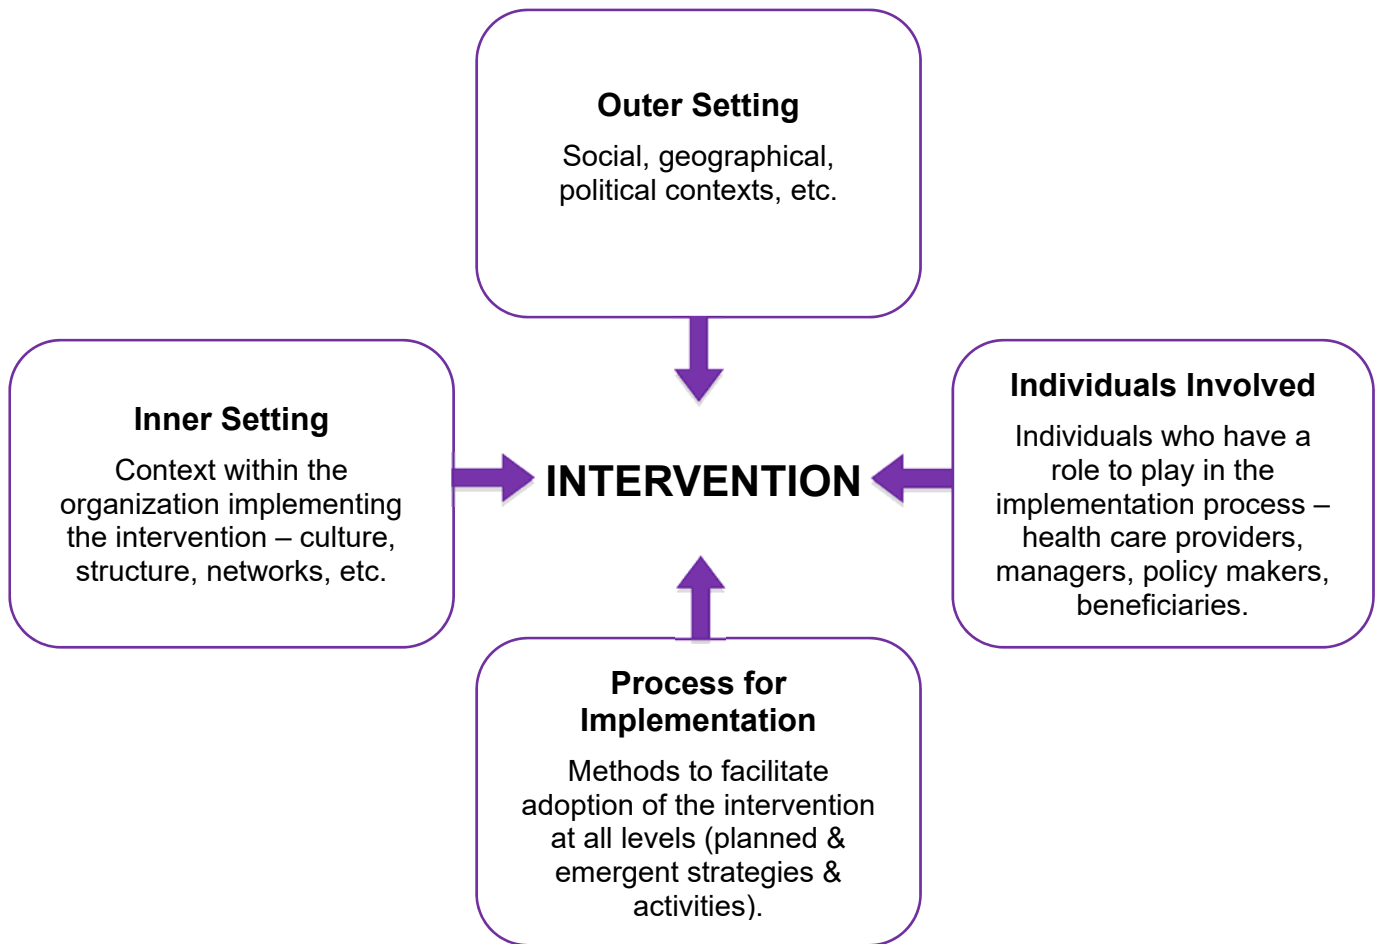 Outer Setting
Social, geographical,
political contexts, etc.
Inner Setting
Context within the
organization implementing
the intervention – culture,
structure, networks, etc.
INTERVENTION
Individuals Involved
Individuals who have a
role to play in the
implementation process –
health care providers,
managers, policy makers,
beneficiaries.
Process for
Implementation
Methods to facilitate
adoption of the intervention
at all levels (planned &
emergent strategies &
activities).